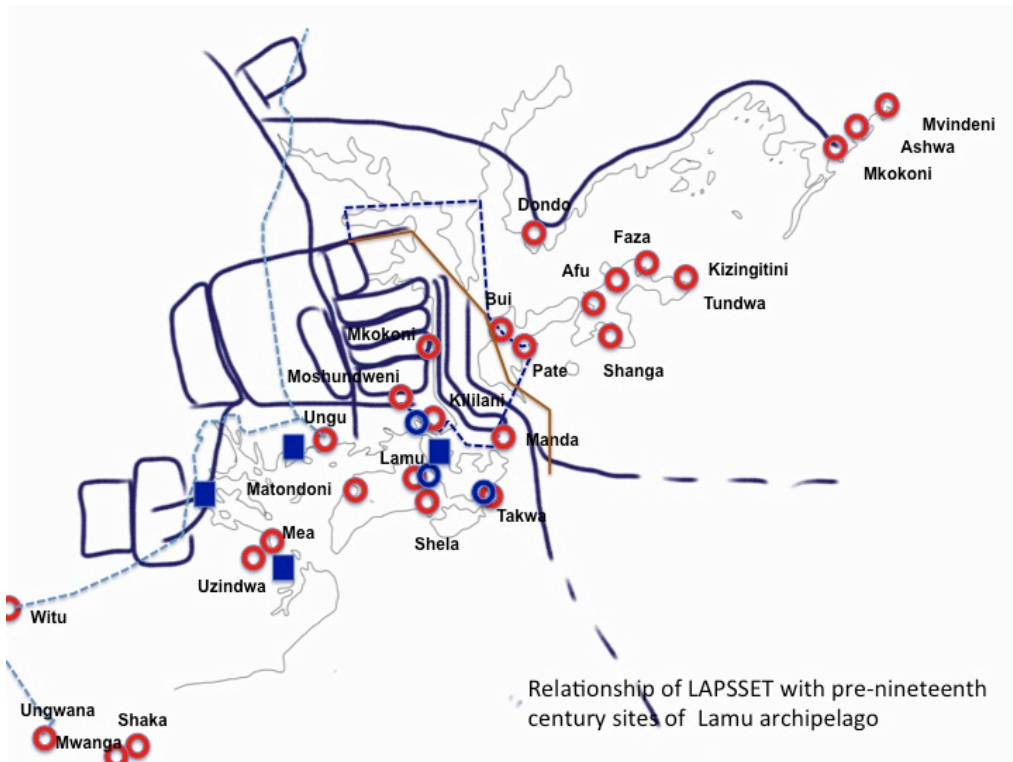 Mvindeni
Ashwa
Mkokoni
Dondo
Faza
Afu
Kizingitini
Tundwa
Bui
Mkokoni
Pate
Shanga
Moshundweni
Kililani
Ungu
Manda
Lamu
Matondoni
Takwa
Mea
Shela
Uzindwa
Witu
Relationship of LAPSSET with pre-nineteenth
century sites of Lamu archipelago
Ungwana
Shaka
Mwanga